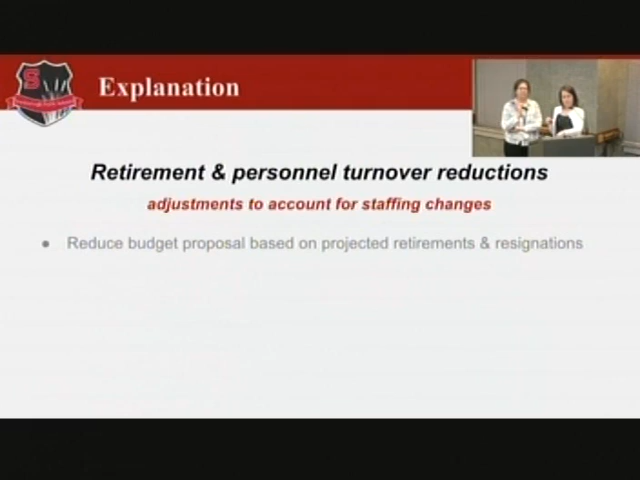 S
Explanation
Retirement & personnel turnover reductions
adjustments to account for staffing changes
● Reduce budget proposal based on projected retirements & resignations